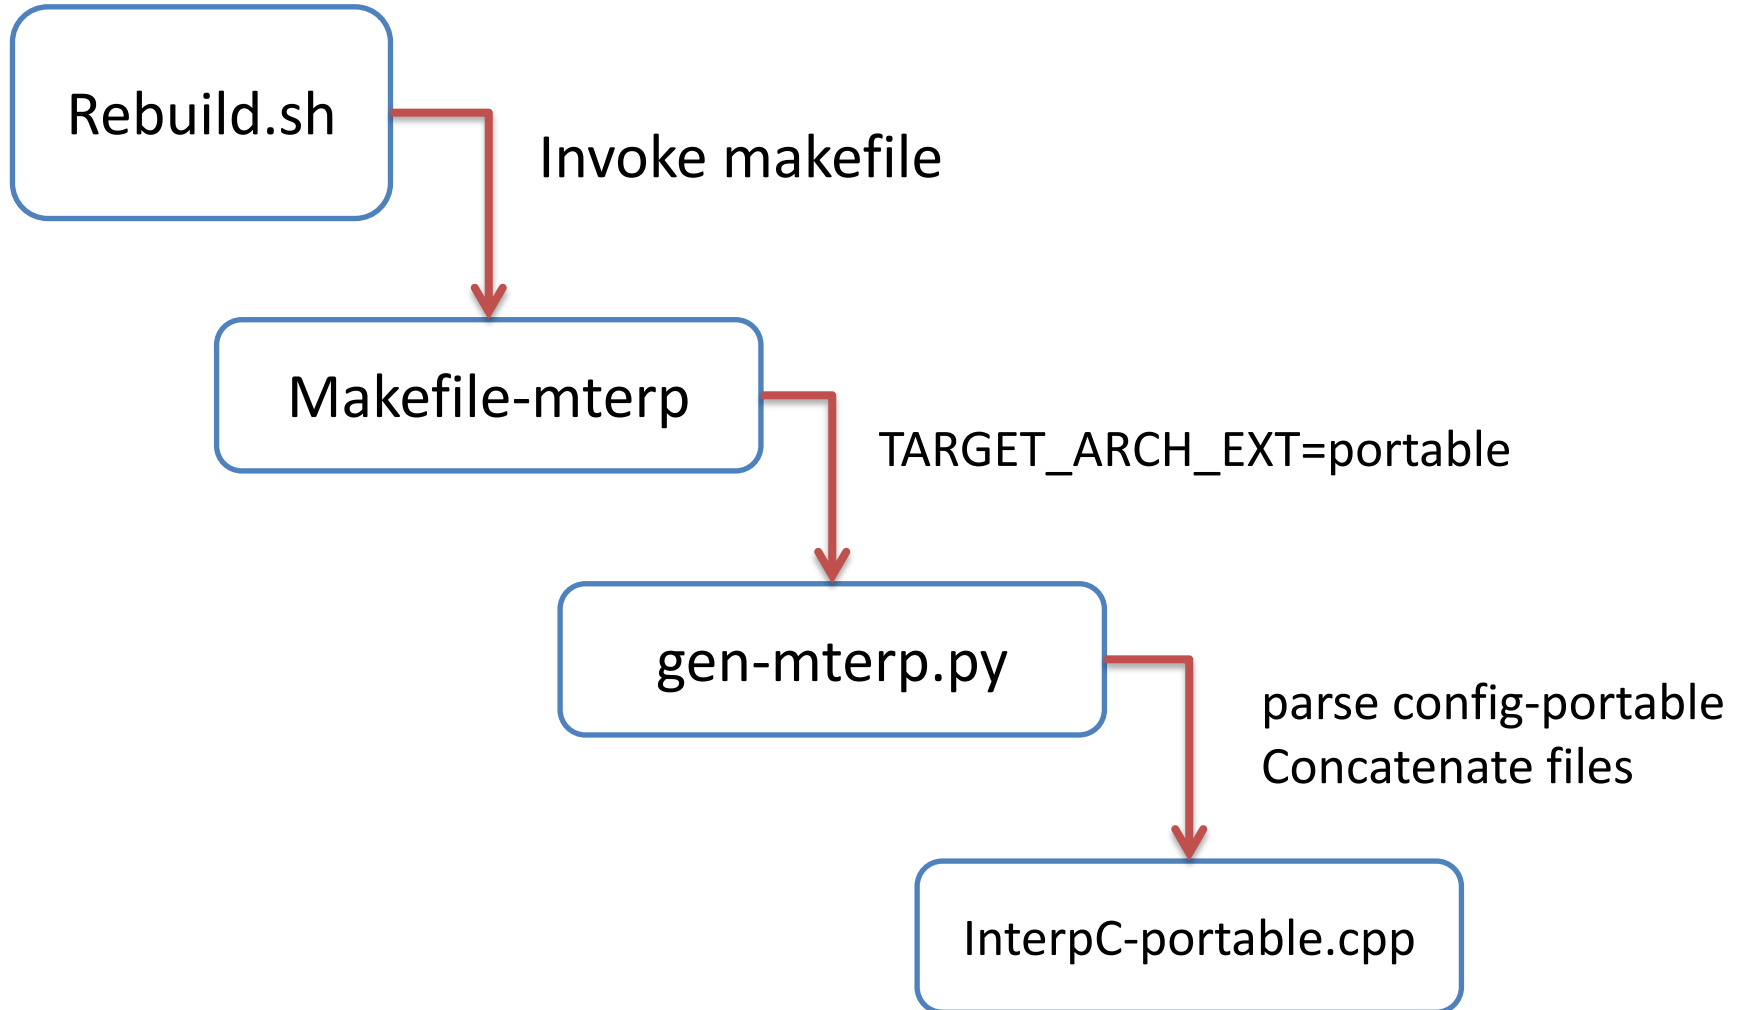 Rebuild.sh
Invoke makefile
Makefile-mterp
TARGET_ARCH_EXT=portable
gen-mterp.py
parse config-portable
Concatenate files
InterpC-portable.cpp